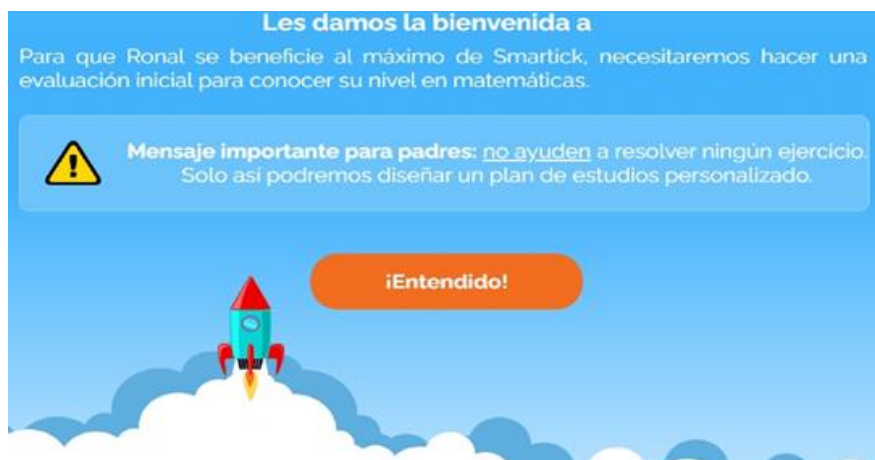 Les damos la bienvenida a
Para que Ronal se beneficie al máximo de Smartick, necesitaremos hacer una
evaluación inicial para conocer su nivel en matemáticas.
Mensaje importante para padres: no ayuden a resolver ningún ejercicio.
Solo así podremos diseñar un plan de estudios personalizado.
¡Entendido!